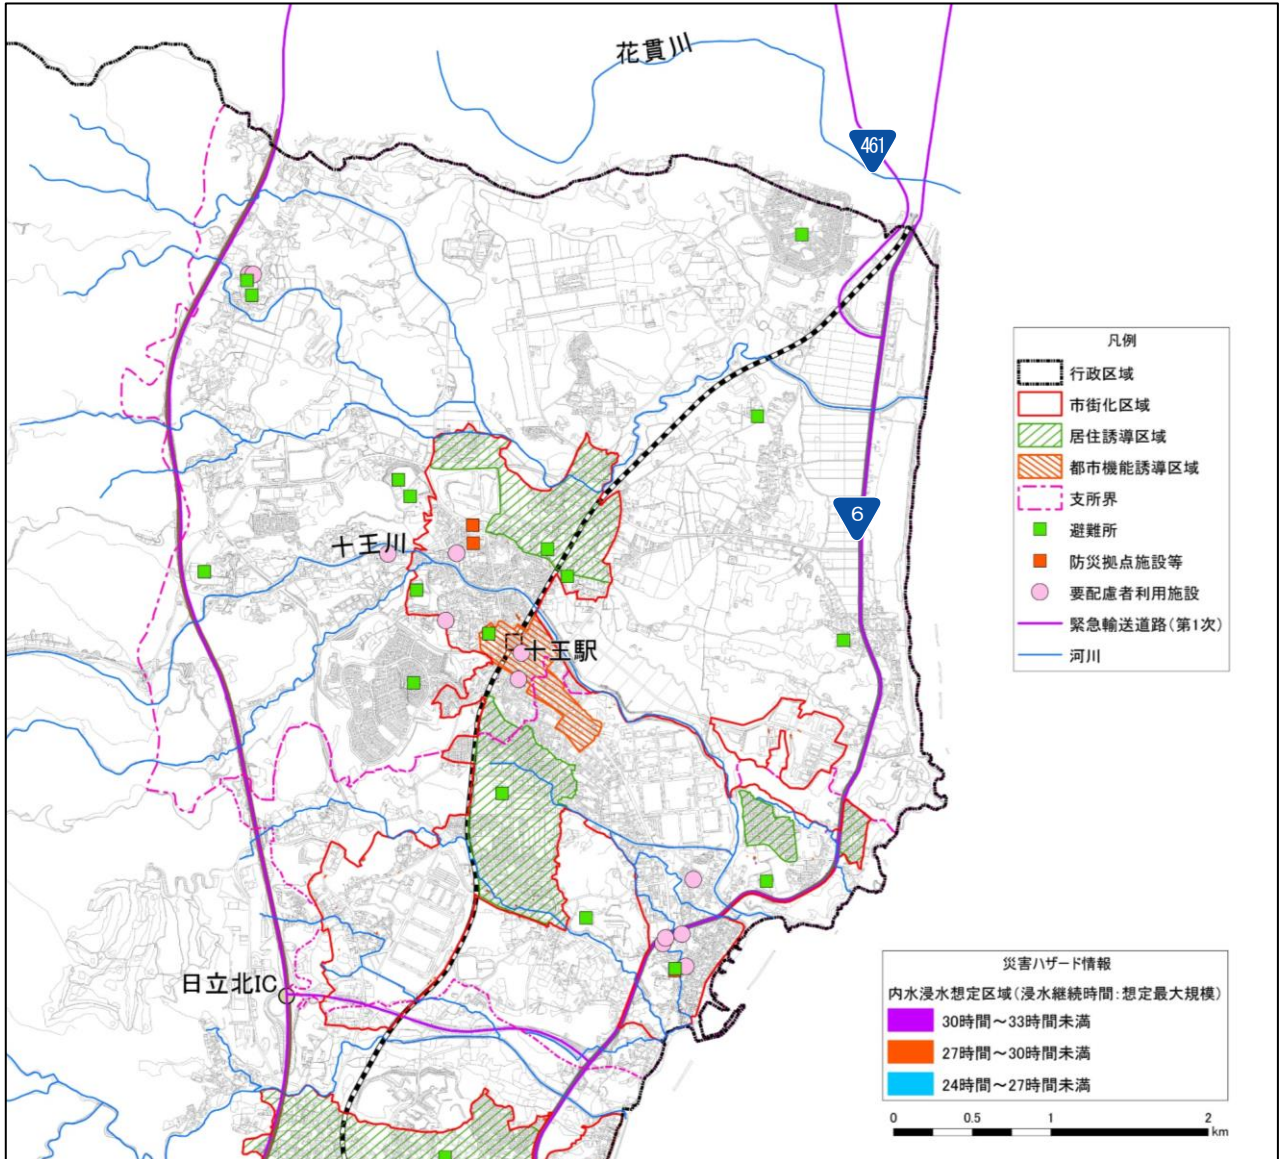 花貫川
461
凡例
行政区域
市街化区域
居住誘導区域
都市機能誘導区域
支所界
避難所
防災拠点施設等
要配慮者利用施設
緊急輸送道路(第1次)
河川
6
十王川
十王駅
日立北IC
災害ハザード情報
内水浸水想定区域(浸水継続時間:想定最大規模)
30時間～33時間未満
27時間～30時間未満
24時間～27時間未満
0 0.5 1 2
km